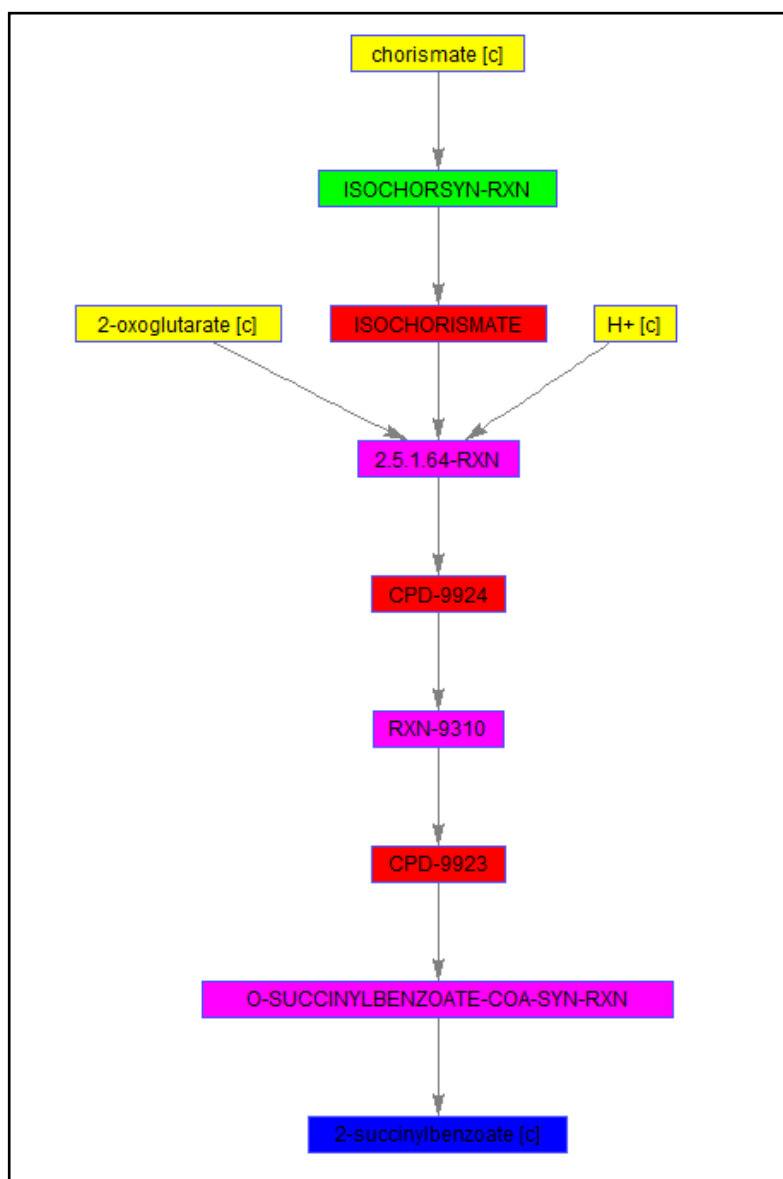 chorismate [c]
ISOCHORSYN-RXN
2-oxoglutarate [c]
ISOCHORISMATE
H+ [c]
2.5.1.64-RXN
CPD-9924
RXN-9310
CPD-9923
O-SUCCINYLBENZOATE-COA-SYN-RXN
2-succinylbenzoate [c]